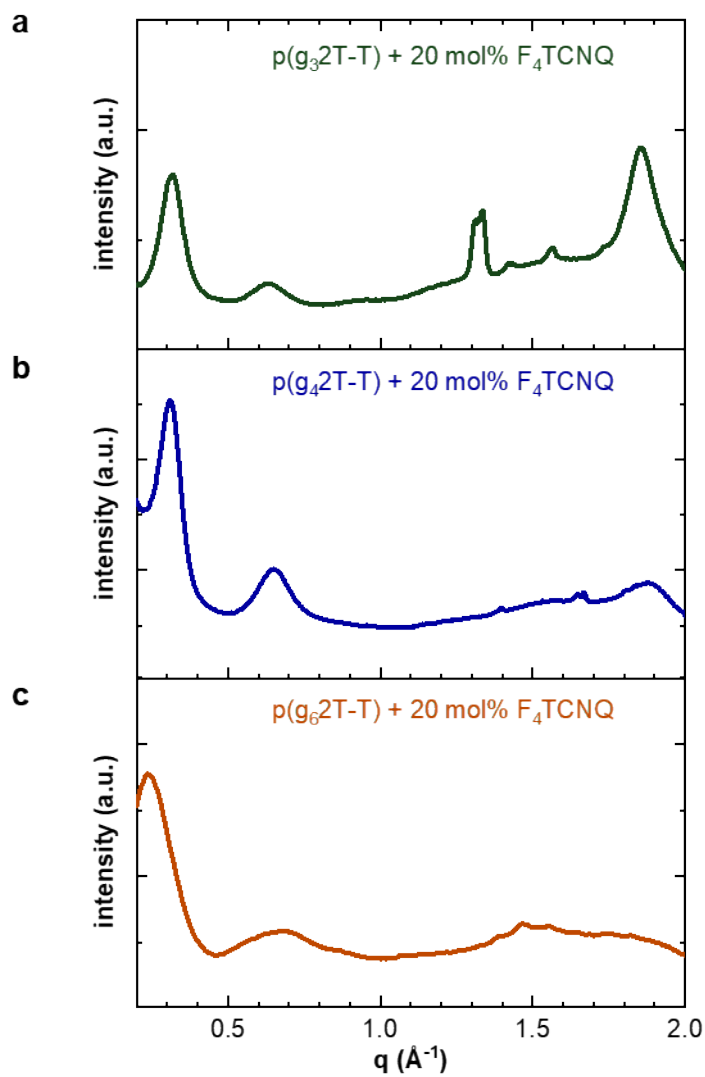 a
p(g₃2T-T) + 20 mol% F₄TCNQ
intensity (a.u.)
b
p(g₄2T-T) + 20 mol% F₄TCNQ
intensity (a.u.)
c
p(g₆2T-T) + 20 mol% F₄TCNQ
intensity (a.u.)
0.5 1.0 1.5 2.0
q (Å⁻¹)